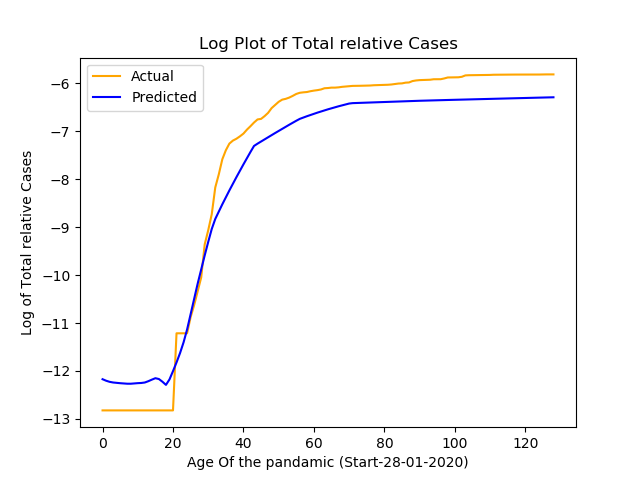 Log Plot of Total relative Cases
Actual
Predicted
Log of Total relative Cases
−6
−7
−8
−9
−10
−11
−12
−13
0 20 40 60 80 100 120
Age Of the pandamic (Start-28-01-2020)